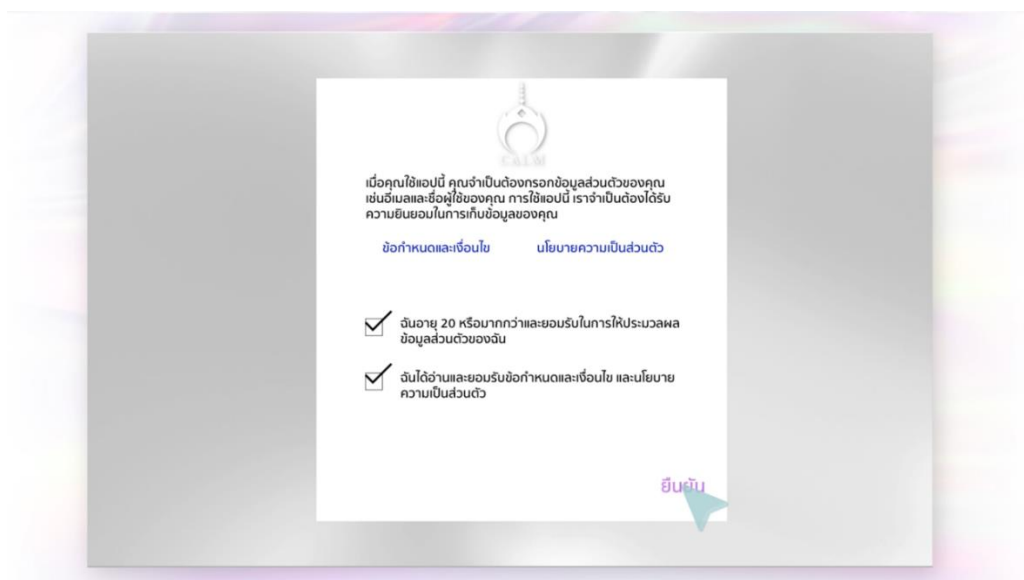 CALM
เมื่อคุณใช้แอปนี้ คุณจำเป็นต้องกรอกข้อมูลส่วนตัวของคุณ
เช่นอีเมลและชื่อผู้ใช้ของคุณ การใช้แอปนี้ เราจำเป็นต้องได้รับ
ความยินยอมในการเก็บข้อมูลของคุณ
ข้อกำหนดและเงื่อนไข นโยบายความเป็นส่วนตัว
ฉันอายุ 20 หรือมากกว่าและยอมรับในการให้ประมวลผล
ข้อมูลส่วนตัวของฉัน
ฉันได้อ่านและยอมรับข้อกำหนดและเงื่อนไข และนโยบาย
ความเป็นส่วนตัว
ยืนยัน